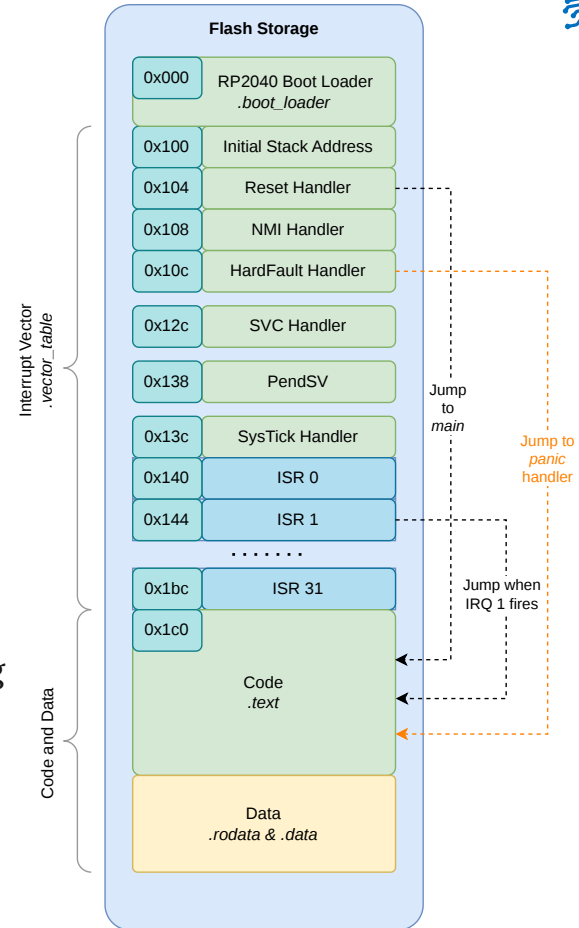 Flash Storage
0x000
RP2040 Boot Loader
.boot_loader
0x100
Initial Stack Address
0x104
Reset Handler
0x108
NMI Handler
0x10c
HardFault Handler
0x12c
SVC Handler
0x138
PendSV
0x13c
SysTick Handler
0x140
ISR 0
0x144
ISR 1
. . . . . . .
0x1bc
ISR 31
0x1c0
Code
.text
Data
.rodata & .data
Interrupt Vector
.vector_table
Code and Data
Jump
to
main
Jump to
panic
handler
Jump when
IRQ 1 fires
g